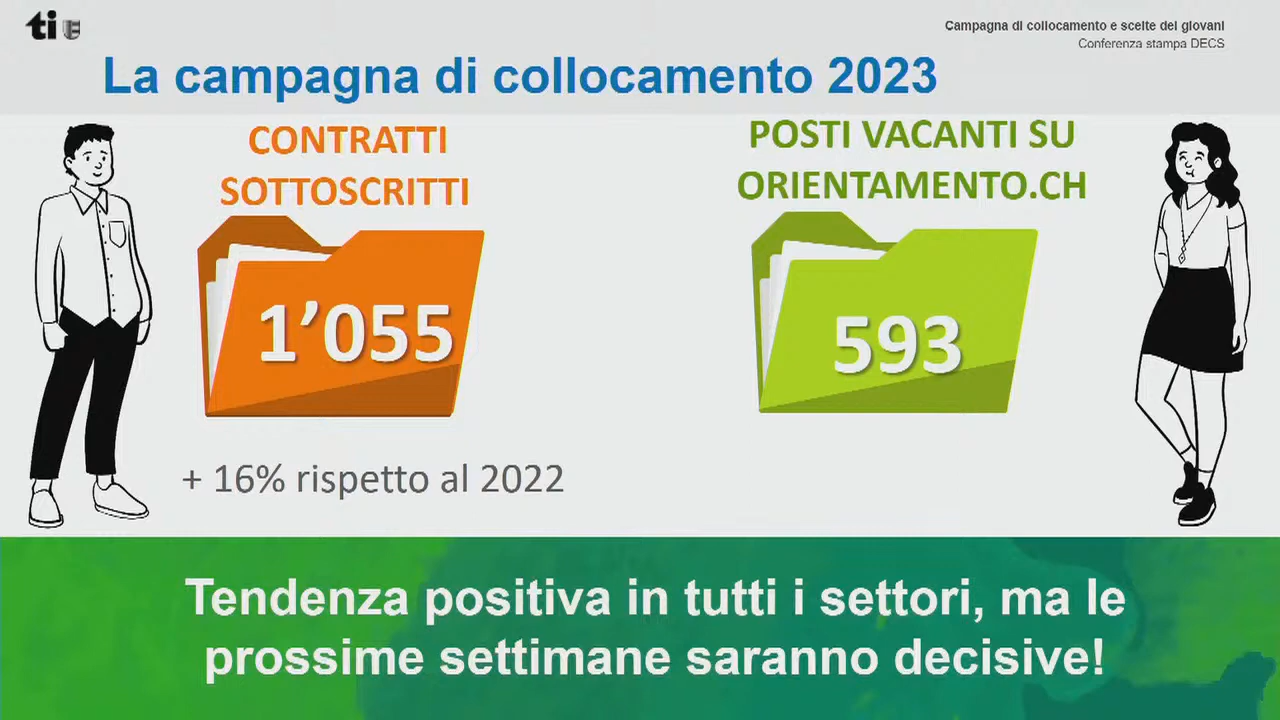 ti
Campagna di collocamento e scelte dei giovani
Conferenza stampa DECS
La campagna di collocamento 2023
CONTRATTI
SOTTOSCRITTI
1’055
+ 16% rispetto al 2022
POSTI VACANTI SU
ORIENTAMENTO.CH
593
Tendenza positiva in tutti i settori, ma le
prossime settimane saranno decisive!